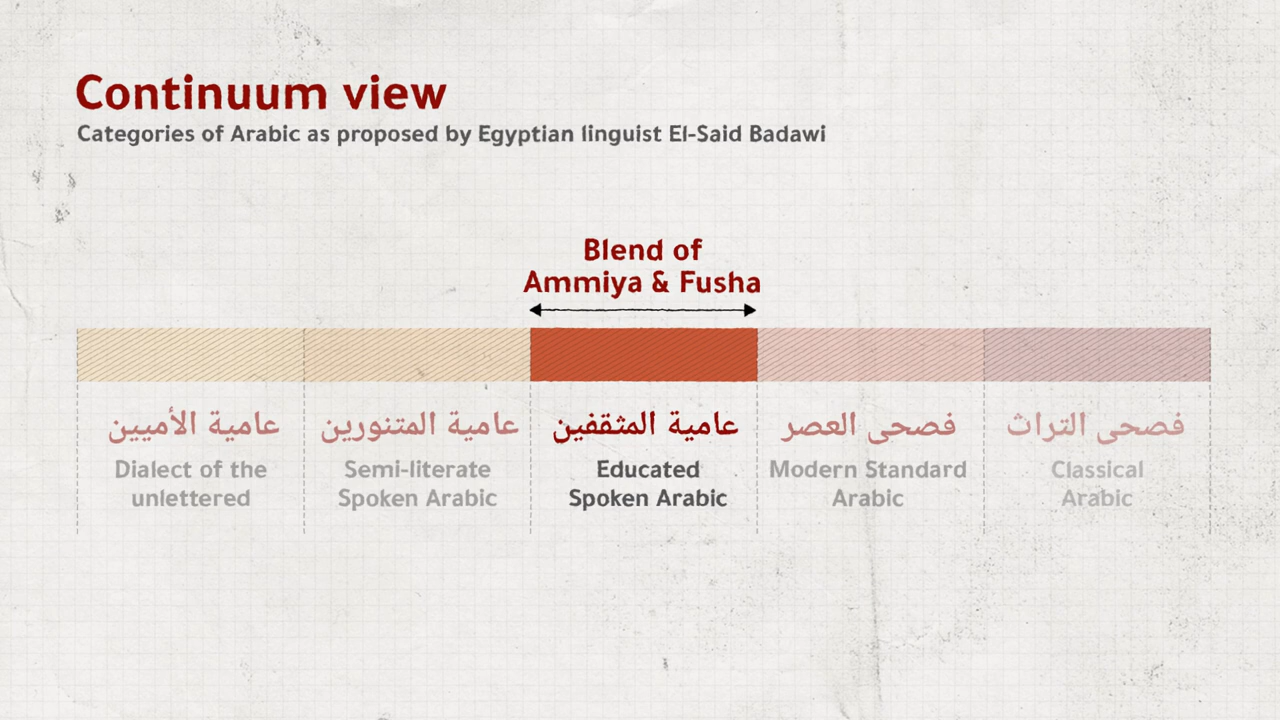 Continuum view
Categories of Arabic as proposed by Egyptian linguist El-Said Badawi
Blend of
Ammiya & Fusha
عامية الأميين
Dialect of the
unlettered
عامية المتنورين
Semi-literate
Spoken Arabic
عامية المثقفين
Educated
Spoken Arabic
فصحى العصر
Modern Standard
Arabic
فصحى التراث
Classical
Arabic